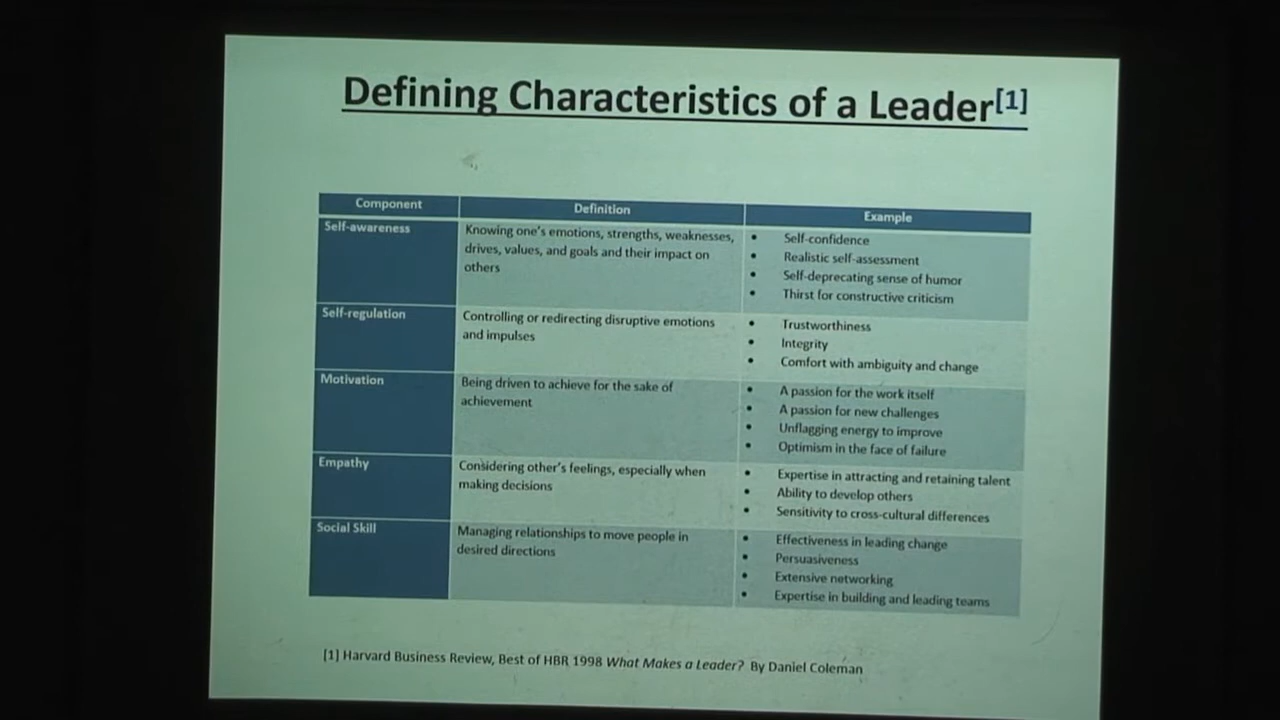 Defining Characteristics of a Leader[1]
Component Definition Example
Self-awareness
Knowing one's emotions, strengths, weaknesses,
drives, values, and goals and their impact on
others
• Self-confidence
• Realistic self-assessment
• Self-deprecating sense of humor
• Thirst for constructive criticism
Self-regulation
Controlling or redirecting disruptive emotions
and impulses
• Trustworthiness
• Integrity
• Comfort with ambiguity and change
Motivation
Being driven to achieve for the sake of
achievement
• A passion for the work itself
• A passion for new challenges
• Unflagging energy to improve
• Optimism in the face of failure
Empathy
Considering other's feelings, especially when
making decisions
• Expertise in attracting and retaining talent
• Ability to develop others
• Sensitivity to cross-cultural differences
Social Skill
Managing relationships to move people in
desired directions
• Effectiveness in leading change
• Persuasiveness
• Extensive networking
• Expertise in building and leading teams
[1] Harvard Business Review, Best of HBR 1998 What Makes a Leader? By Daniel Coleman